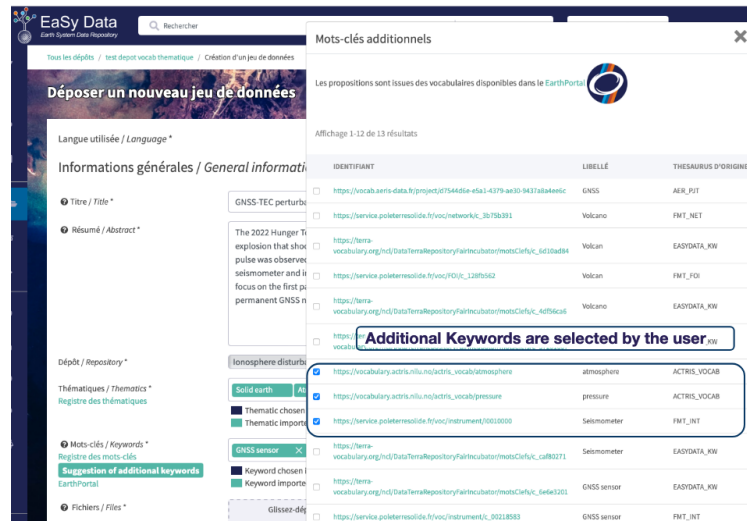 EaSy Data
Earth System Data Repository
Rechercher
Tous les dépôts / test depot vocab thematique / Création d'un jeu de données
Déposer un nouveau jeu de données
Langue utilisée / Language *
Informations générales / General informati
Titre / Title *
GNSS-TEC perturba
Résumé / Abstract *
The 2022 Hunger To
explosion that shoc
pulse was observed
seismometer and in
focus on the first pa
permanent GNSS n
Dépôt / Repository *
Ionosphere disturba
Thématiques / Thematics *
Registre des thématiques
Solid earth
At
Thematic chosen
Thematic importe
Mots-clés / Keywords *
Registre des mots-clés
Suggestion of additional keywords
EarthPortal
GNSS sensor X
Keyword chosen i
Keyword importe
Fichiers / Files *
Glissez-dép
Mots-clés additionnels
Les propositions sont issues des vocabulaires disponibles dans le EarthPortal
Affichage 1-12 de 13 résultats
IDENTIFIANT LIBELLÉ THESAURUS D'ORIGINE
https://vocab.aeris-data.fr/project/d7544d6e-e5a1-4379-ae30-9437a8a4ee6c GNSS AER_PJT
https://service.poleterresolide.fr/voc/network/c_3b75b391 Volcano FMT_NET
https://terra-
vocabulary.org/ncl/DataTerraRepositoryFairIncubator/motsClefs/c_6d10ad84 Volcan EASYDATA_KW
https://service.poleterresolide.fr/voc/FOI/c_128fb562 Volcan FMT_FOI
https://terra-
vocabulary.org/ncl/DataTerraRepositoryFairIncubator/motsClefs/c_4df56ca6 Volcano EASYDATA_KW
Additional Keywords are selected by the user
https://vocabulary.actris.nilu.no/actris_vocab/atmosphere atmosphere ACTRIS_VOCAB
https://vocabulary.actris.nilu.no/actris_vocab/pressure pressure ACTRIS_VOCAB
https://service.poleterresolide.fr/voc/instrument/I0010000 Seismometer FMT_INT
https://terra-
vocabulary.org/ncl/DataTerraRepositoryFairIncubator/motsClefs/c_caf80271 Seismometer EASYDATA_KW
https://terra-
vocabulary.org/ncl/DataTerraRepositoryFairIncubator/motsClefs/c_6e6e3201 GNSS sensor EASYDATA_KW
https://service.poleterresolide.fr/voc/instrument/c_00218583 GNSS sensor FMT_INT